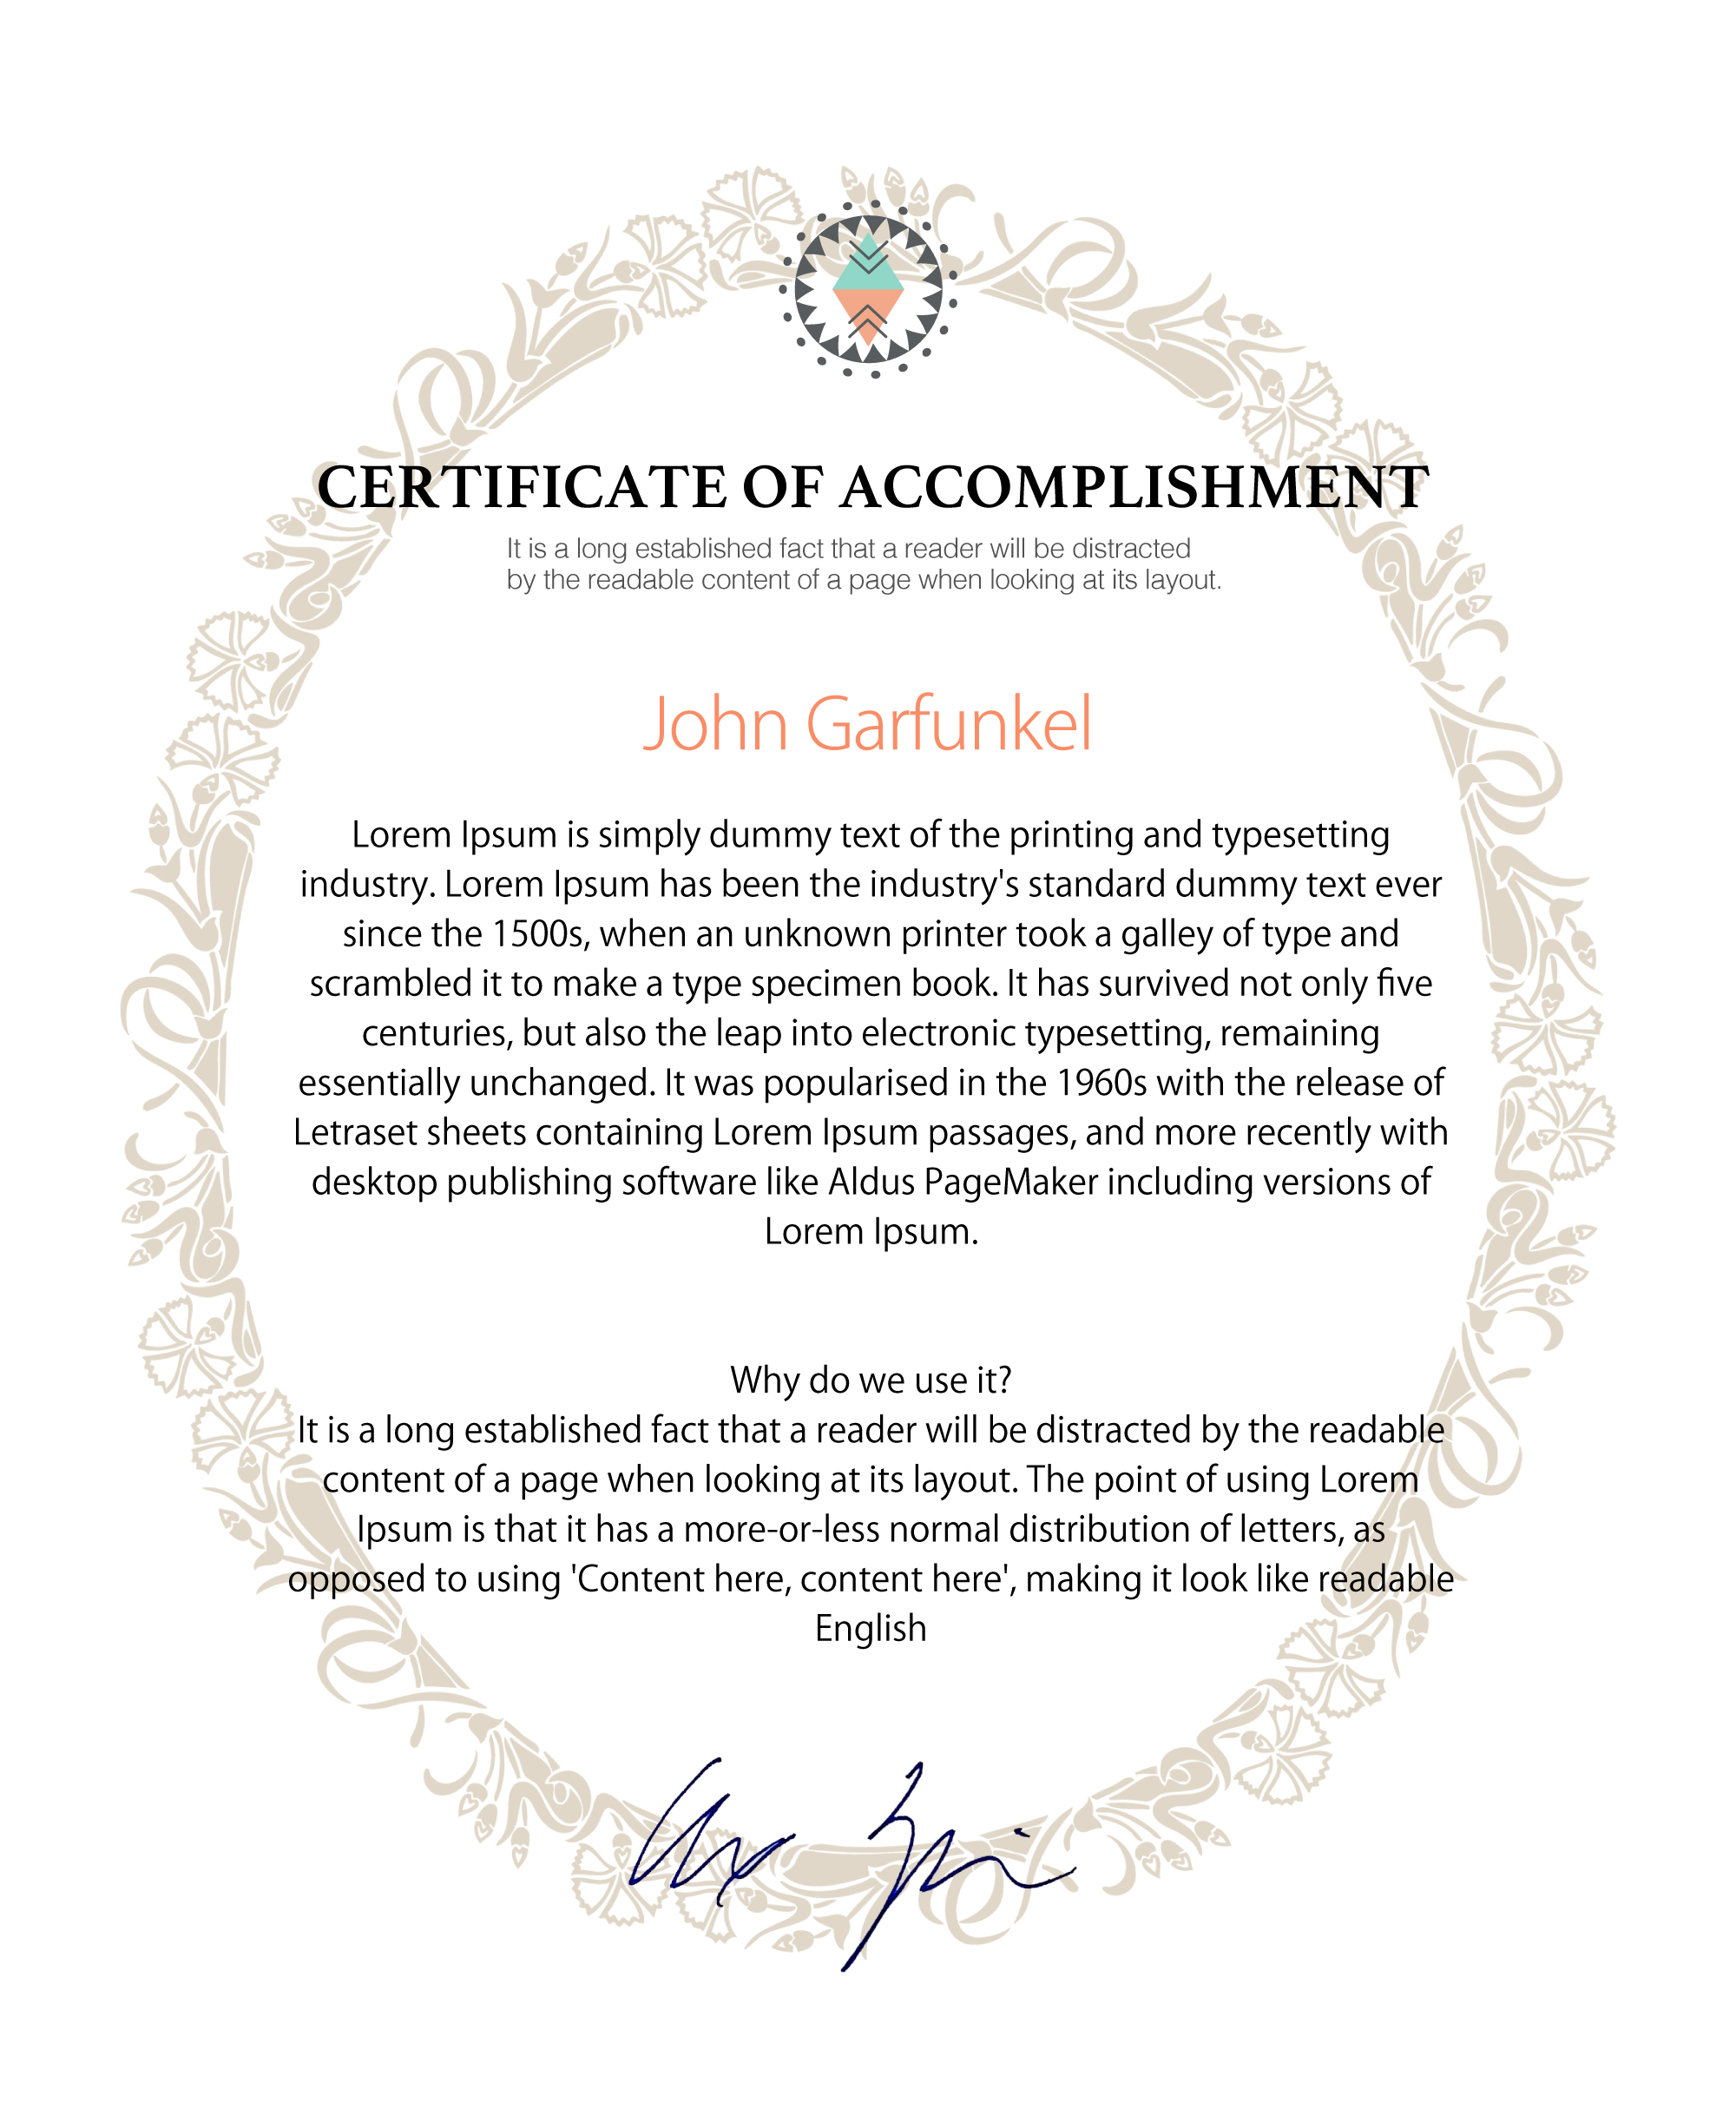 CERTIFICATE OF ACCOMPLISHMENT
It is a long established fact that a reader will be distracted
by the readable content of a page when looking at its layout.
John Garfunkel
Lorem Ipsum is simply dummy text of the printing and typesetting
industry. Lorem Ipsum has been the industry's standard dummy text ever
since the 1500s, when an unknown printer took a galley of type and
scrambled it to make a type specimen book. It has survived not only five
centuries, but also the leap into electronic typesetting, remaining
essentially unchanged. It was popularised in the 1960s with the release of
Letraset sheets containing Lorem Ipsum passages, and more recently with
desktop publishing software like Aldus PageMaker including versions of
Lorem Ipsum.
Why do we use it?
It is a long established fact that a reader will be distracted by the readable
content of a page when looking at its layout. The point of using Lorem
Ipsum is that it has a more-or-less normal distribution of letters, as
opposed to using 'Content here, content here', making it look like readable
English